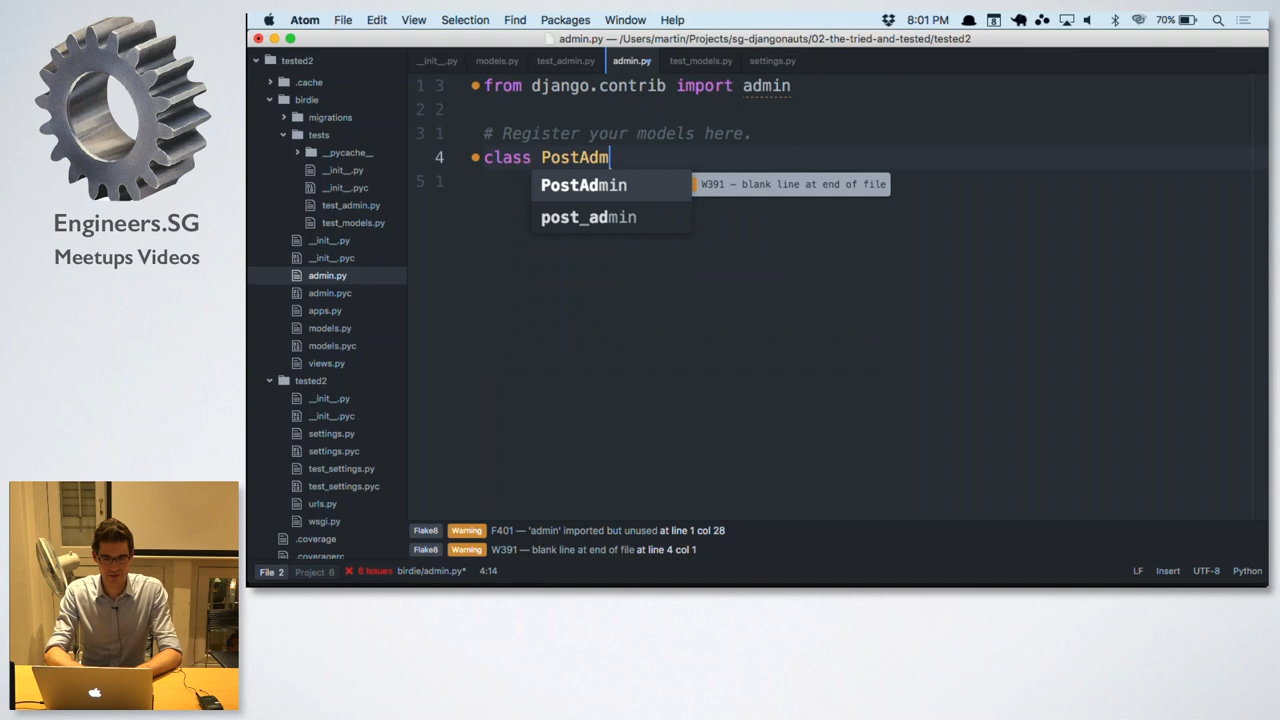 Atom File Edit View Selection Find Packages Window Help 8 8:01 PM 70%
admin.py — /Users/martin/Projects/sg-djangonauts/02-the-tried-and-tested/tested2
tested2
.cache
birdie
migrations
tests
__pycache__
__init__.py
__init__.pyc
test_admin.py
test_models.py
__init__.py
__init__.pyc
admin.py
admin.pyc
apps.py
models.py
models.pyc
views.py
tested2
__init__.py
__init__.pyc
settings.py
settings.pyc
test_settings.py
test_settings.pyc
urls.py
wsgi.py
.coverage
.coveragerc
__init__.py models.py test_admin.py admin.py test_models.py settings.py
1 3 from django.contrib import admin
2 2
3 1 # Register your models here.
4 class PostAdm
5 1
PostAdmin
post_admin
W391 — blank line at end of file
Flake8 Warning F401 — 'admin' imported but unused at line 1 col 28
Flake8 Warning W391 — blank line at end of file at line 4 col 1
File 2 Project 6 6 Issues birdie/admin.py* 4:14 LF Insert UTF-8 Python
Engineers.SG
Meetups Videos